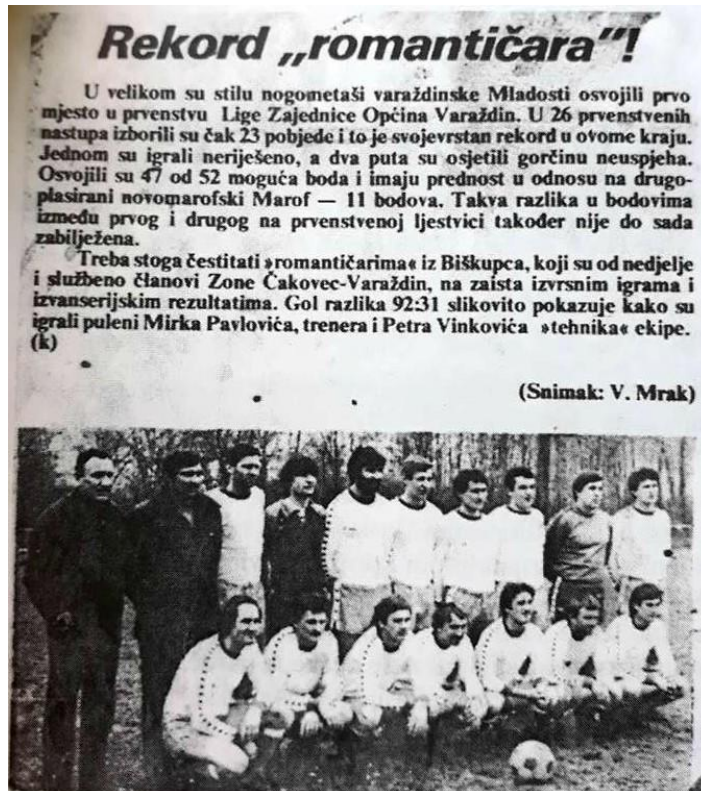 Rekord „romantičara"!
U velikom su stilu nogometaši varaždinske Mladosti osvojili prvo
mjesto u prvenstvu Lige Zajednice Općina Varaždin. U 26 prvenstvenih
nastupa izborili su čak 23 pobjede i to je svojevrstan rekord u ovome kraju.
Jednom su igrali neriješeno, a dva puta su osjetili gorčinu neuspjeha.
Osvojili su 47 od 52 moguća boda i imaju prednost u odnosu na drugo-
plasirani novomarofski Marof — 11 bodova. Takva razlika u bodovima
između prvog i drugog na prvenstvenoj ljestvici također nije do sada
zabilježena.
Treba stoga čestitati »romantičarima« iz Biškupca, koji su od nedjelje
i službeno članovi Zone Čakovec-Varaždin, na zaista izvrsnim igrama i
izvanserijskim rezultatima. Gol razlika 92:31 slikovito pokazuje kako su
igrali puleni Mirka Pavlovića, trenera i Petra Vinkovića »tehnika« ekipe.
(k)
(Snimak: V. Mrak)